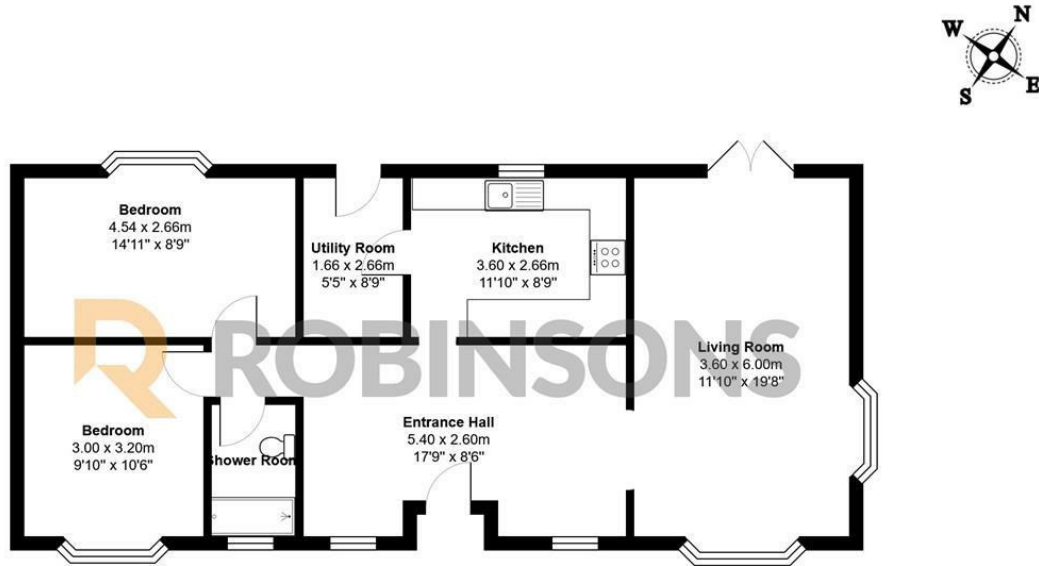 N
W
E
S
Bedroom
4.54 x 2.66m
14'11" x 8'9"
Utility Room
1.66 x 2.66m
5'5" x 8'9"
Kitchen
3.60 x 2.66m
11'10" x 8'9"
ROBINSONS
Living Room
3.60 x 6.00m
11'10" x 19'8"
Bedroom
3.00 x 3.20m
9'10" x 10'6"
Shower Room
Entrance Hall
5.40 x 2.60m
17'9" x 8'6"